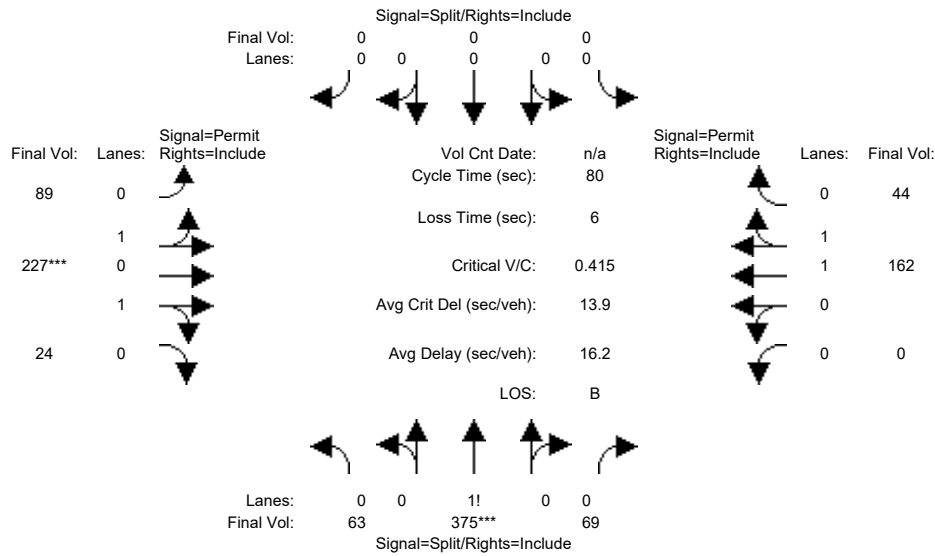 Signal=Split/Rights=Include
Final Vol: 0 0 0
Lanes: 0 0 0 0 0
Signal=Permit
Final Vol: Lanes: Rights=Include
Vol Cnt Date: n/a
Signal=Permit
Rights=Include Lanes: Final Vol:
Cycle Time (sec): 80
89 0
0 44
Loss Time (sec): 6
1
1
227*** 0
Critical V/C: 0.415
1 162
1
Avg Crit Del (sec/veh): 13.9
0
24 0
Avg Delay (sec/veh): 16.2
0 0
LOS: B
Lanes: 0 0 1! 0 0
Final Vol: 63 375*** 69
Signal=Split/Rights=Include